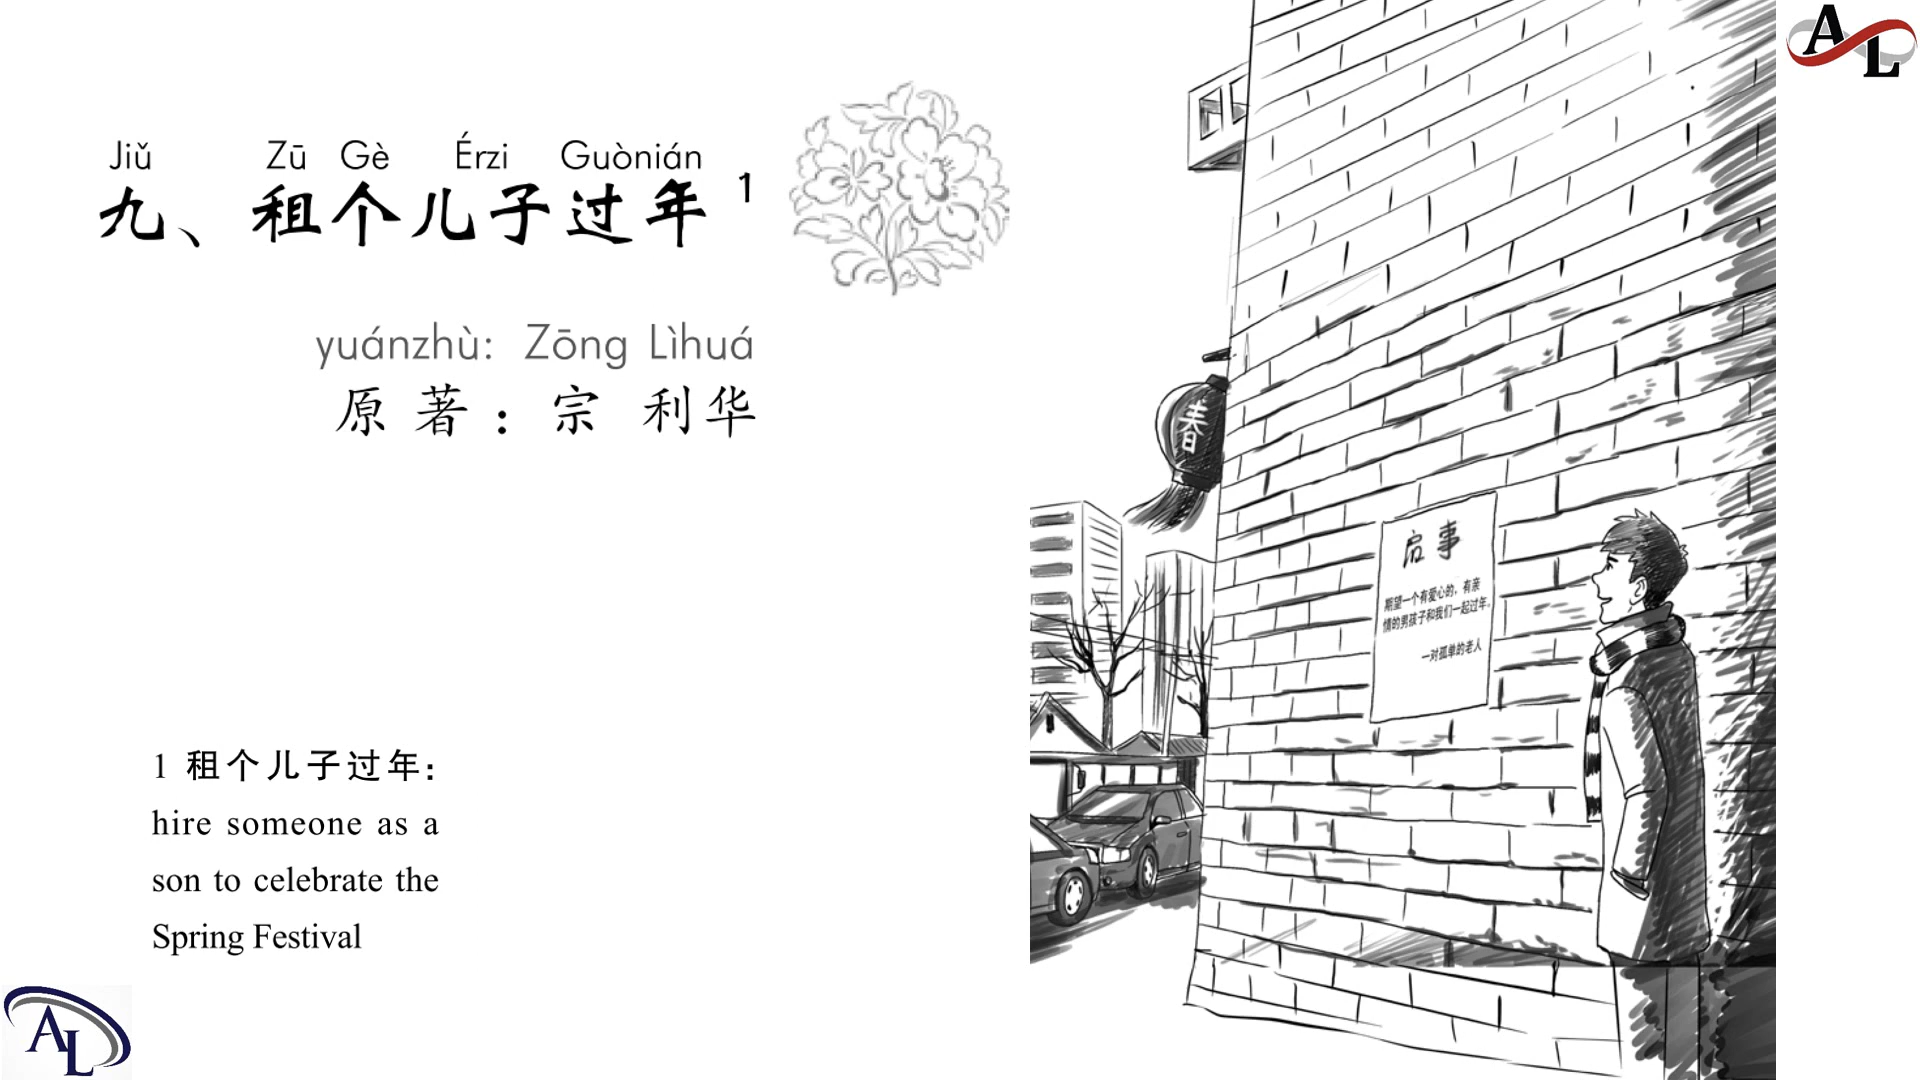 Jiǔ Zū Gè Érzi Guònián
九、租个儿子过年 1
yuánzhù: Zōng Lìhuá
原著：宗利华
1 租个儿子过年:
hire someone as a
son to celebrate the
Spring Festival
春
启事
期望一个有爱心的，有亲
情的男孩子和我们一起过年。
一对孤单的老人
AL
AL